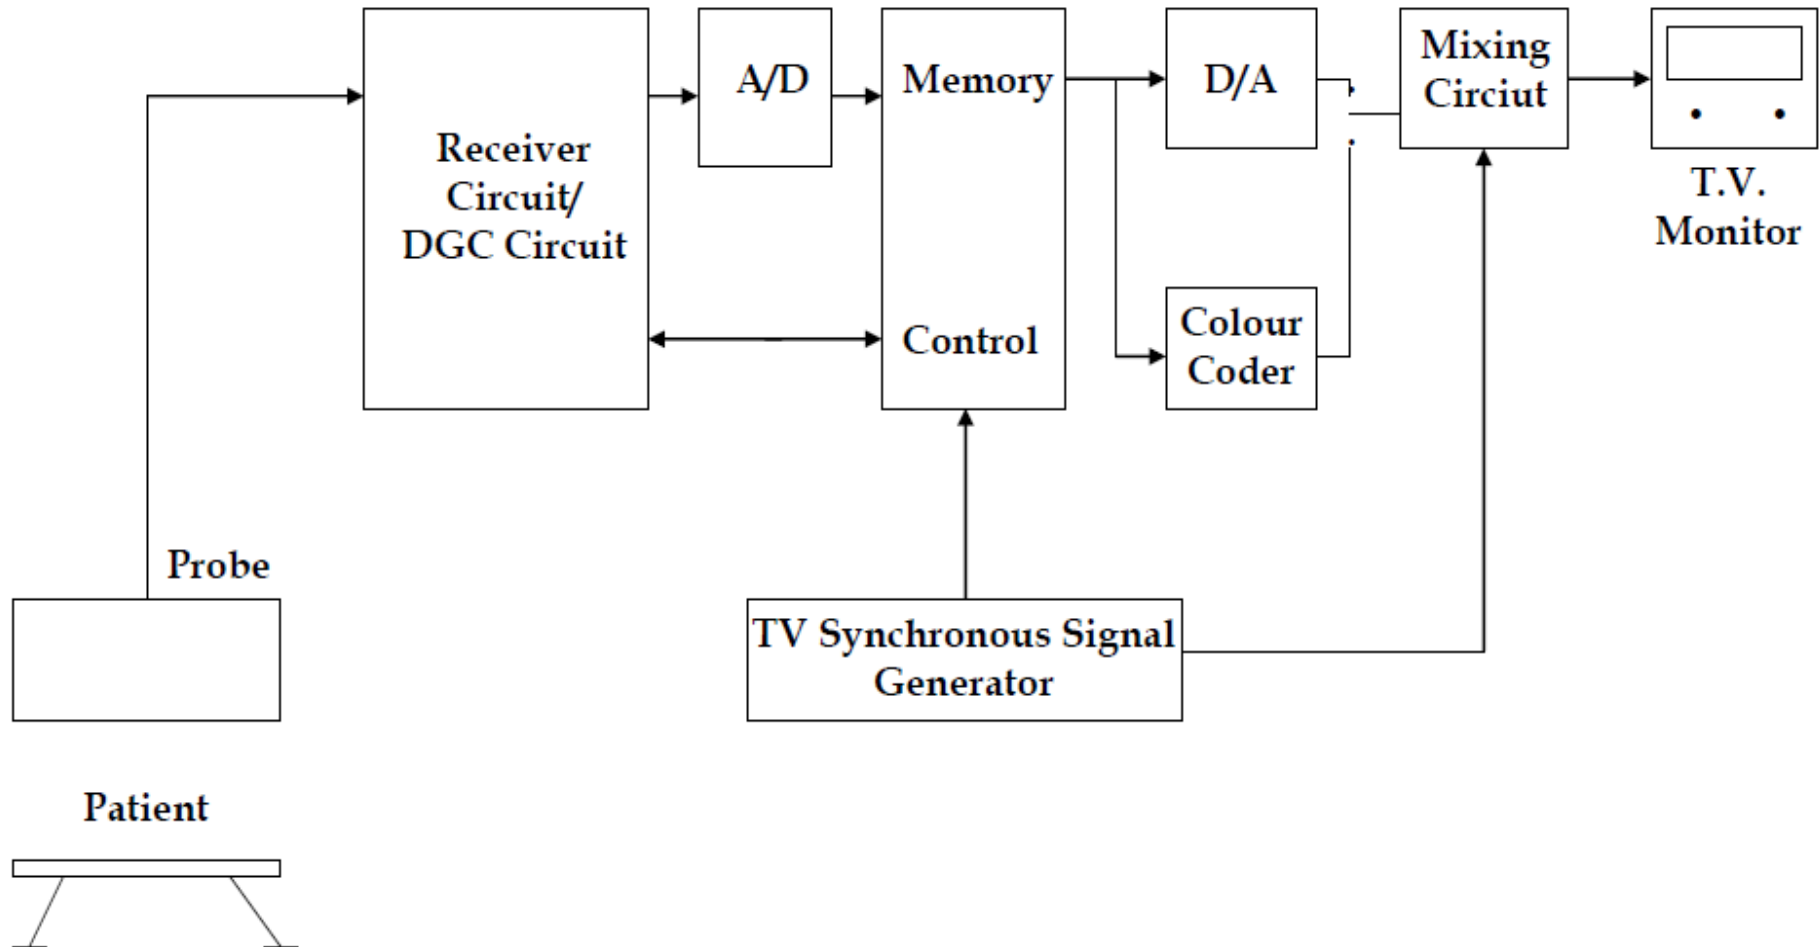 Receiver
Circuit/
DGC Circuit
A/D
Memory
Control
D/A
Colour
Coder
Mixing
Circiut
T.V.
Monitor
Probe
TV Synchronous Signal
Generator
Patient